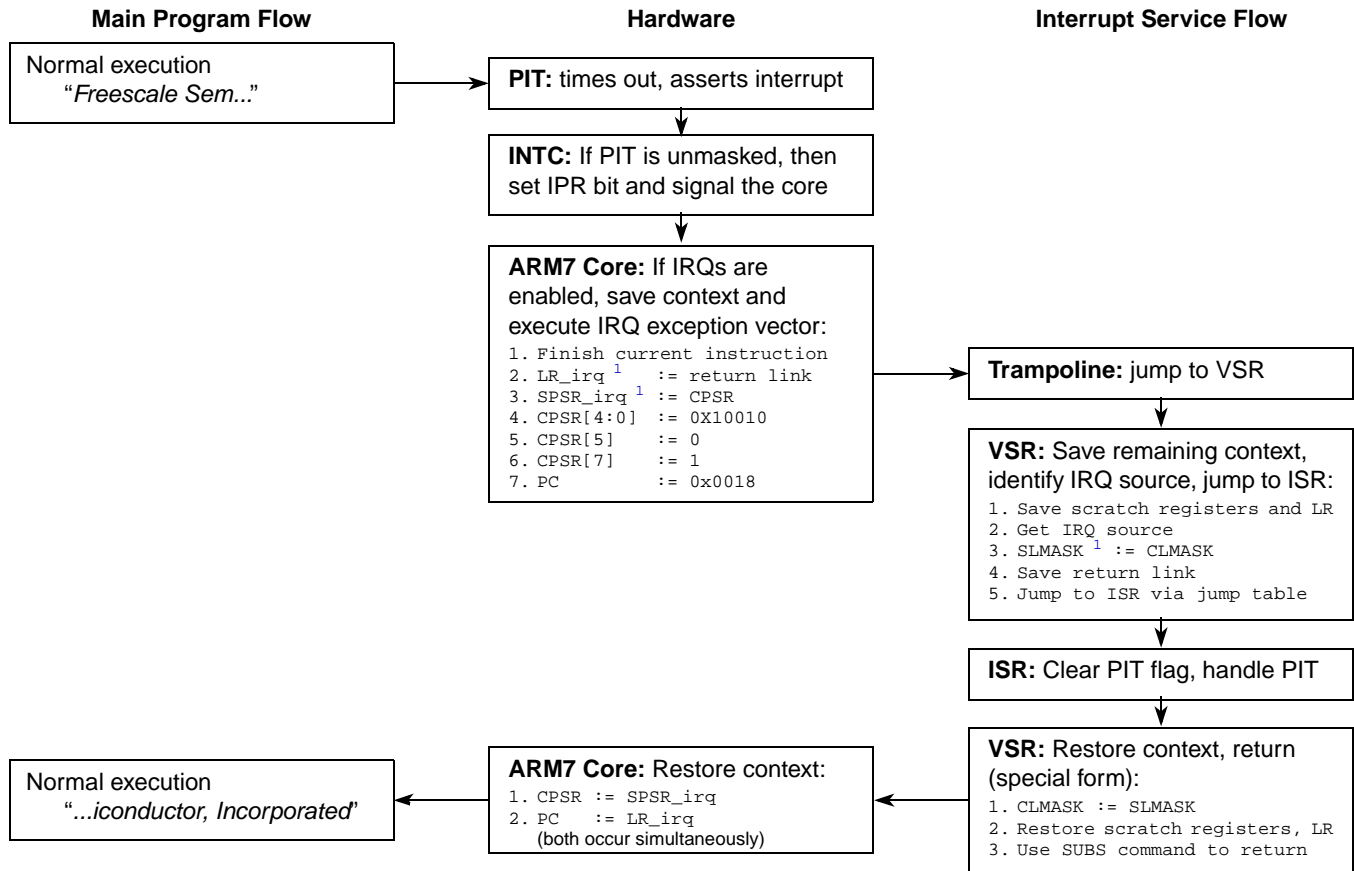 Main Program Flow
Hardware
Interrupt Service Flow
Normal execution
“Freescale Sem...”
PIT: times out, asserts interrupt
INTC: If PIT is unmasked, then
set IPR bit and signal the core
ARM7 Core: If IRQs are
enabled, save context and
execute IRQ exception vector:
1. Finish current instruction
2. LR_irq 1 := return link
3. SPSR_irq 1 := CPSR
4. CPSR[4:0] := 0X10010
5. CPSR[5] := 0
6. CPSR[7] := 1
7. PC := 0x0018
Trampoline: jump to VSR
VSR: Save remaining context,
identify IRQ source, jump to ISR:
1. Save scratch registers and LR
2. Get IRQ source
3. SLMASK 1 := CLMASK
4. Save return link
5. Jump to ISR via jump table
ISR: Clear PIT flag, handle PIT
VSR: Restore context, return
(special form):
1. CLMASK := SLMASK
2. Restore scratch registers, LR
3. Use SUBS command to return
ARM7 Core: Restore context:
1. CPSR := SPSR_irq
2. PC := LR_irq
(both occur simultaneously)
Normal execution
“...iconductor, Incorporated”